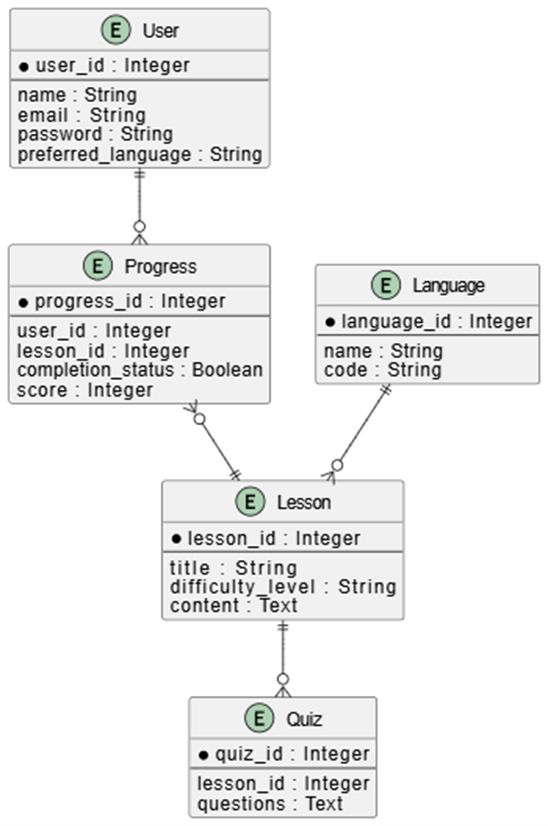 E User
user_id : Integer
name : String
email : String
password : String
preferred_language : String
E Progress
progress_id : Integer
user_id : Integer
lesson_id : Integer
completion_status : Boolean
score : Integer
E Language
language_id : Integer
name : String
code : String
E Lesson
lesson_id : Integer
title : String
difficulty_level : String
content : Text
E Quiz
quiz_id : Integer
lesson_id : Integer
questions : Text